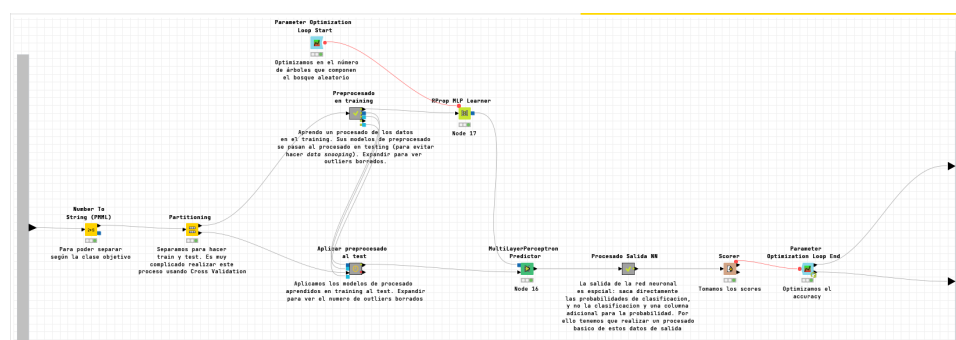 Parameter Optimization
Loop Start
Optimizamos en el número
de árboles que componen
el bosque aleatorio
Preprocesado
en training
Aprendo un procesado de los datos
en el training. Sus modelos de preprocesado
se pasan al procesado en testing (para evitar
hacer data snooping). Expandir para ver
outliers borrados.
RProp MLP Learner
Node 17
Number To
String (PMML)
Para poder separar
según la clase objetivo
Partitioning
Separamos para hacer
train y test. Es muy
complicado realizar este
proceso usando Cross Validation
Aplicar preprocesado
al test
Aplicamos los modelos de procesado
aprendidos en training al test. Expandir
para ver el numero de outliers borrados
MultilayerPerceptron
Predictor
Node 16
Procesado Salida NN
La salida de la red neuronal
es espcial: saca directamente
las probabilidades de clasificacion,
y no la clasificacion y una columna
adicional para la probabilidad. Por
ello tenemos que realizar un procesado
basico de estos datos de salida
Scorer
Tomamos los scores
Parameter
Optimization Loop End
Optimizamos el
accuracy